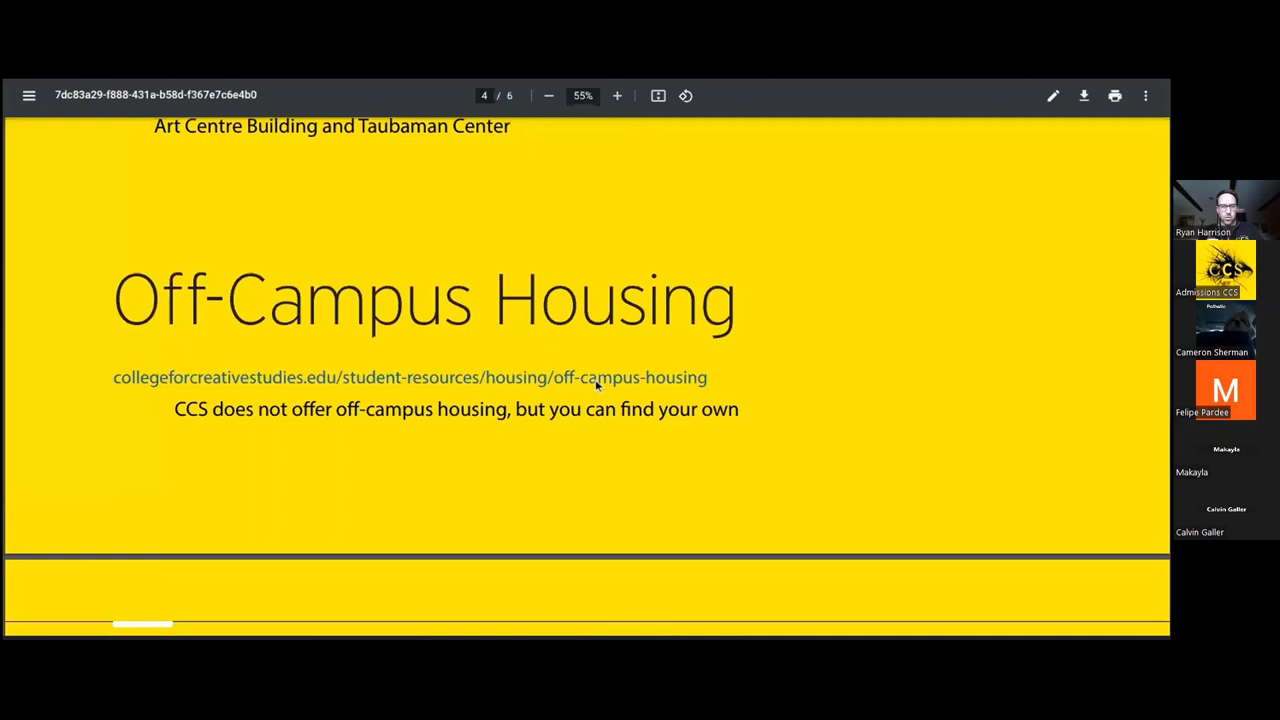 7dc83a29-f888-431a-b58d-f367e7c6e4b0
4 / 6
55%
Art Centre Building and Taubaman Center
Off-Campus Housing
collegeforcreativestudies.edu/student-resources/housing/off-campus-housing
CCS does not offer off-campus housing, but you can find your own
Ryan Harrison
CCS
Admissions CCS
Cameron Sherman
M
Felipe Pardee
Makayla
Makayla
Calvin Galler
Calvin Galler